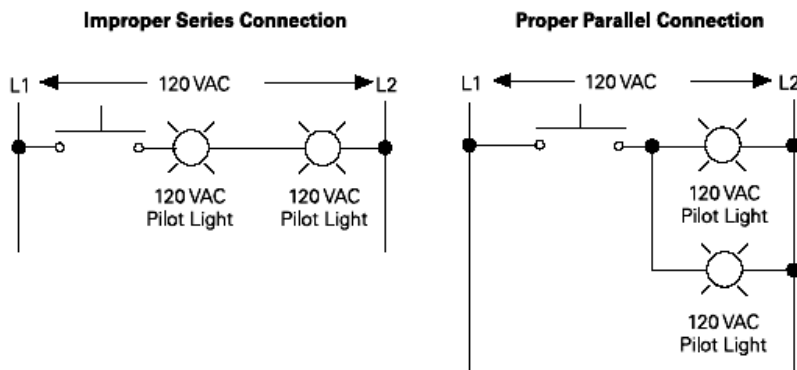 Improper Series Connection
L1 120 VAC L2
120 VAC
Pilot Light
120 VAC
Pilot Light
Proper Parallel Connection
L1 120 VAC L2
120 VAC
Pilot Light
120 VAC
Pilot Light